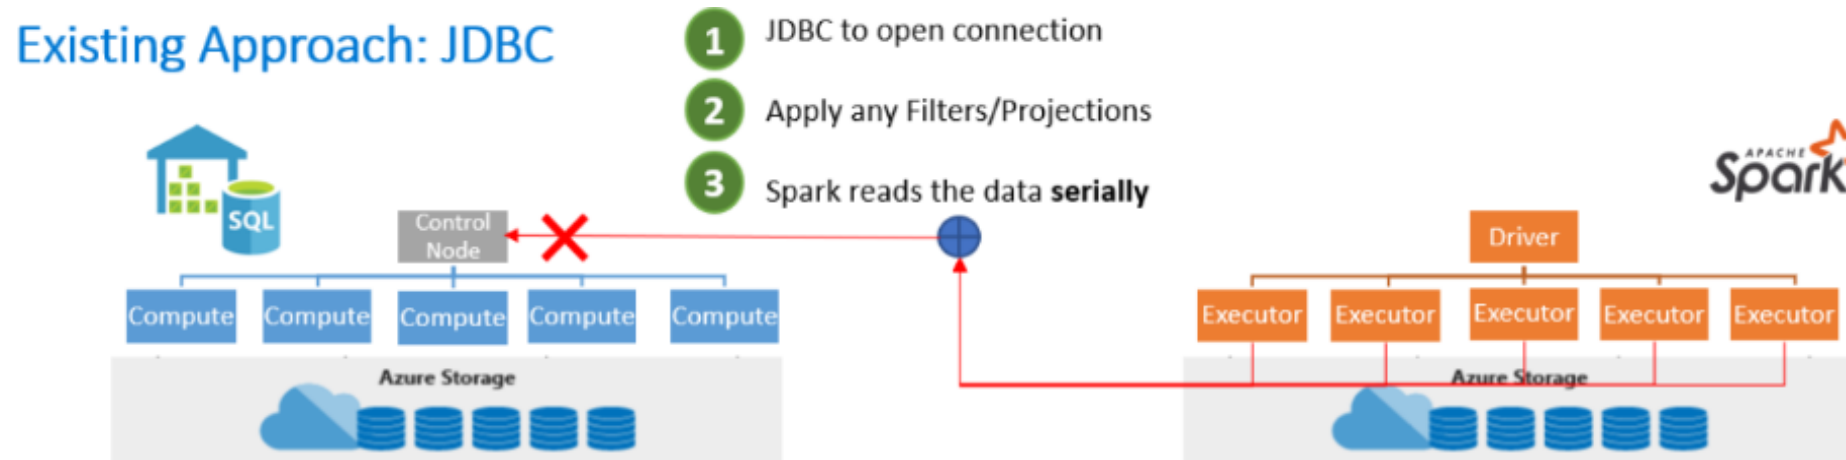 Existing Approach: JDBC
1 JDBC to open connection
2 Apply any Filters/Projections
3 Spark reads the data serially
SQL
APACHE
Spark
Control
Node
Driver
Compute Compute Compute Compute Compute
Executor Executor Executor Executor Executor
Azure Storage
Azure Storage